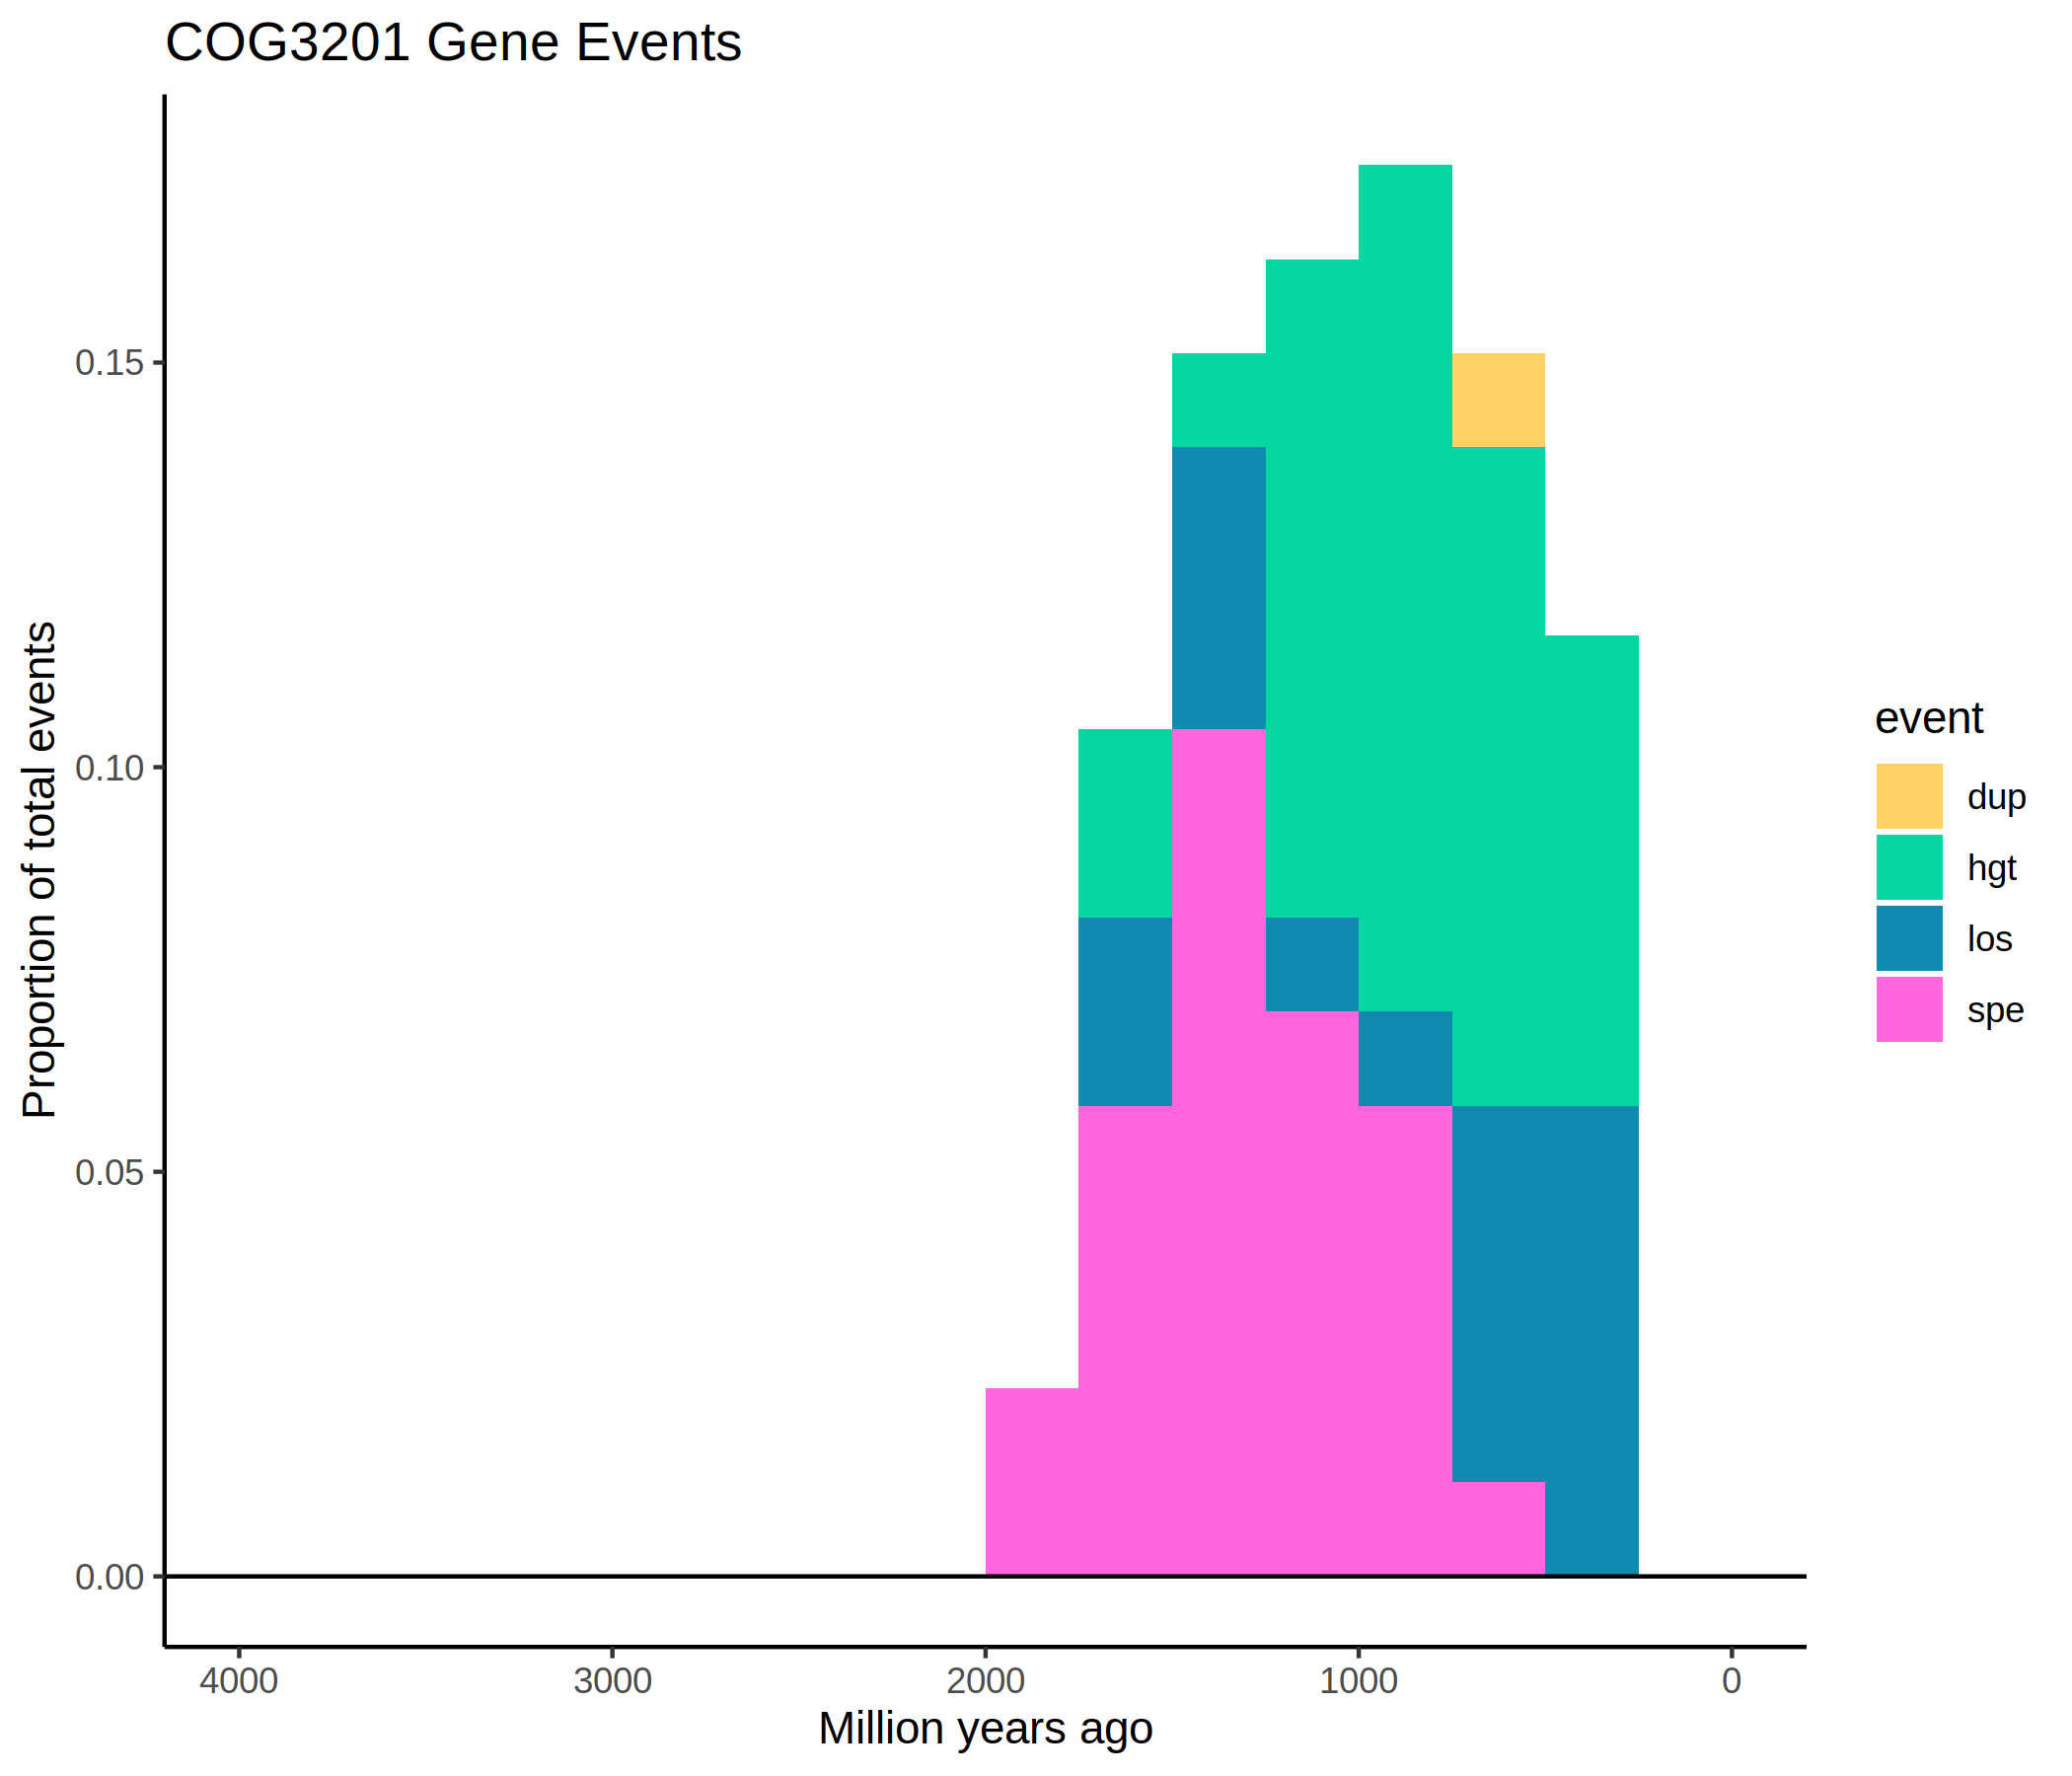 COG3201 Gene Events
Proportion of total events
0.15
0.10
0.05
0.00
4000 3000 2000 1000 0
Million years ago
event
dup
hgt
los
spe